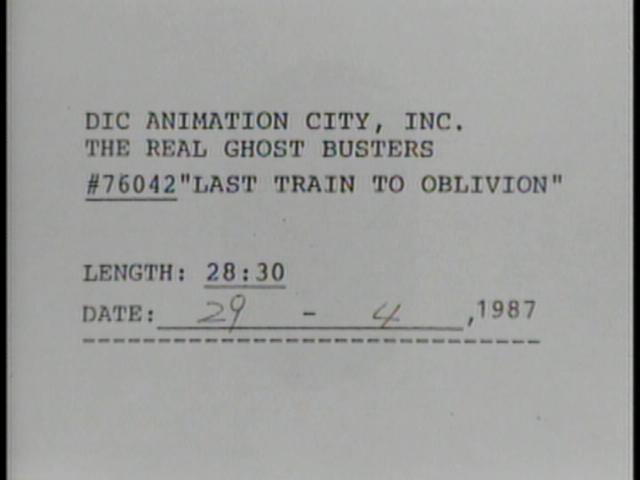 DIC ANIMATION CITY, INC.
THE REAL GHOST BUSTERS
#76042"LAST TRAIN TO OBLIVION"
LENGTH: 28:30
DATE: 29 - 4 ,1987